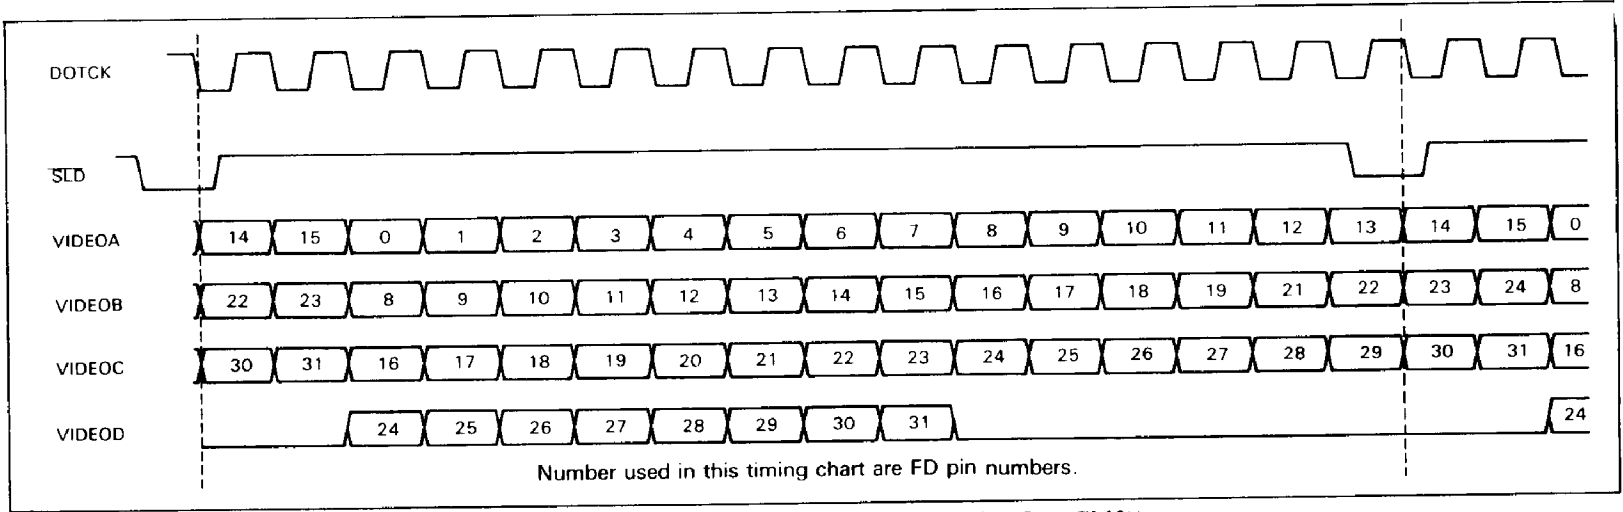 DOTCK
SLD
VIDEOA 14 15 0 1 2 3 4 5 6 7 8 9 10 11 12 13 14 15 0
VIDEOB 22 23 8 9 10 11 12 13 14 15 16 17 18 19 21 22 23 24 8
VIDEOC 30 31 16 17 18 19 20 21 22 23 24 25 26 27 28 29 30 31 16
VIDEOD 24 25 26 27 28 29 30 31 24
Number used in this timing chart are FD pin numbers.